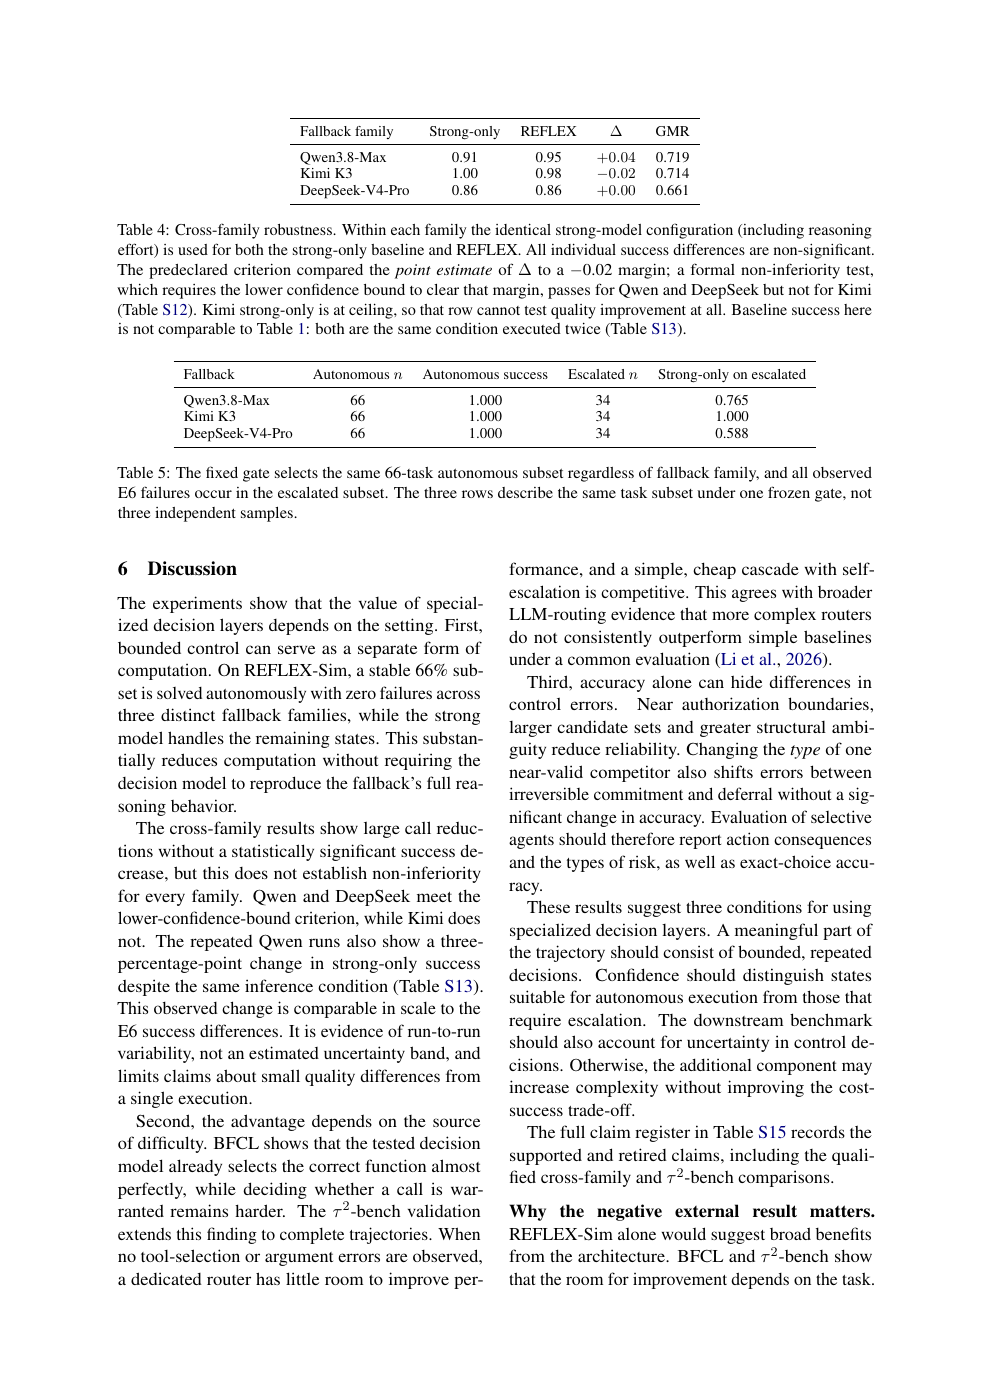 Fallback family Strong-only REFLEX Δ GMR
Qwen3.8-Max 0.91 0.95 +0.04 0.719
Kimi K3 1.00 0.98 −0.02 0.714
DeepSeek-V4-Pro 0.86 0.86 +0.00 0.661
Table 4: Cross-family robustness. Within each family the identical strong-model configuration (including reasoning
effort) is used for both the strong-only baseline and REFLEX. All individual success differences are non-significant.
The predeclared criterion compared the point estimate of Δ to a −0.02 margin; a formal non-inferiority test,
which requires the lower confidence bound to clear that margin, passes for Qwen and DeepSeek but not for Kimi
(Table S12). Kimi strong-only is at ceiling, so that row cannot test quality improvement at all. Baseline success here
is not comparable to Table 1: both are the same condition executed twice (Table S13).
Fallback Autonomous n Autonomous success Escalated n Strong-only on escalated
Qwen3.8-Max 66 1.000 34 0.765
Kimi K3 66 1.000 34 1.000
DeepSeek-V4-Pro 66 1.000 34 0.588
Table 5: The fixed gate selects the same 66-task autonomous subset regardless of fallback family, and all observed
E6 failures occur in the escalated subset. The three rows describe the same task subset under one frozen gate, not
three independent samples.
6 Discussion
The experiments show that the value of special-
ized decision layers depends on the setting. First,
bounded control can serve as a separate form of
computation. On REFLEX-Sim, a stable 66% sub-
set is solved autonomously with zero failures across
three distinct fallback families, while the strong
model handles the remaining states. This substan-
tially reduces computation without requiring the
decision model to reproduce the fallback's full rea-
soning behavior.
The cross-family results show large call reduc-
tions without a statistically significant success de-
crease, but this does not establish non-inferiority
for every family. Qwen and DeepSeek meet the
lower-confidence-bound criterion, while Kimi does
not. The repeated Qwen runs also show a three-
percentage-point change in strong-only success
despite the same inference condition (Table S13).
This observed change is comparable in scale to the
E6 success differences. It is evidence of run-to-run
variability, not an estimated uncertainty band, and
limits claims about small quality differences from
a single execution.
Second, the advantage depends on the source
of difficulty. BFCL shows that the tested decision
model already selects the correct function almost
perfectly, while deciding whether a call is war-
ranted remains harder. The τ²-bench validation
extends this finding to complete trajectories. When
no tool-selection or argument errors are observed,
a dedicated router has little room to improve per-
formance, and a simple, cheap cascade with self-
escalation is competitive. This agrees with broader
LLM-routing evidence that more complex routers
do not consistently outperform simple baselines
under a common evaluation (Li et al., 2026).
Third, accuracy alone can hide differences in
control errors. Near authorization boundaries,
larger candidate sets and greater structural ambi-
guity reduce reliability. Changing the type of one
near-valid competitor also shifts errors between
irreversible commitment and deferral without a sig-
nificant change in accuracy. Evaluation of selective
agents should therefore report action consequences
and the types of risk, as well as exact-choice accu-
racy.
These results suggest three conditions for using
specialized decision layers. A meaningful part of
the trajectory should consist of bounded, repeated
decisions. Confidence should distinguish states
suitable for autonomous execution from those that
require escalation. The downstream benchmark
should also account for uncertainty in control de-
cisions. Otherwise, the additional component may
increase complexity without improving the cost-
success trade-off.
The full claim register in Table S15 records the
supported and retired claims, including the quali-
fied cross-family and τ²-bench comparisons.
Why the negative external result matters.
REFLEX-Sim alone would suggest broad benefits
from the architecture. BFCL and τ²-bench show
that the room for improvement depends on the task.